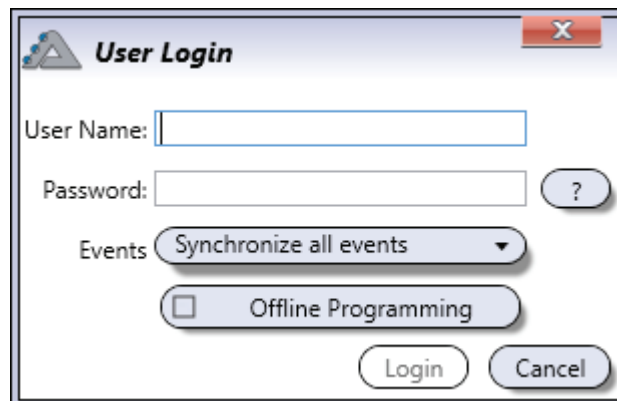 User Login
User Name:
Password:
?
Events
Synchronize all events
Offline Programming
Login
Cancel